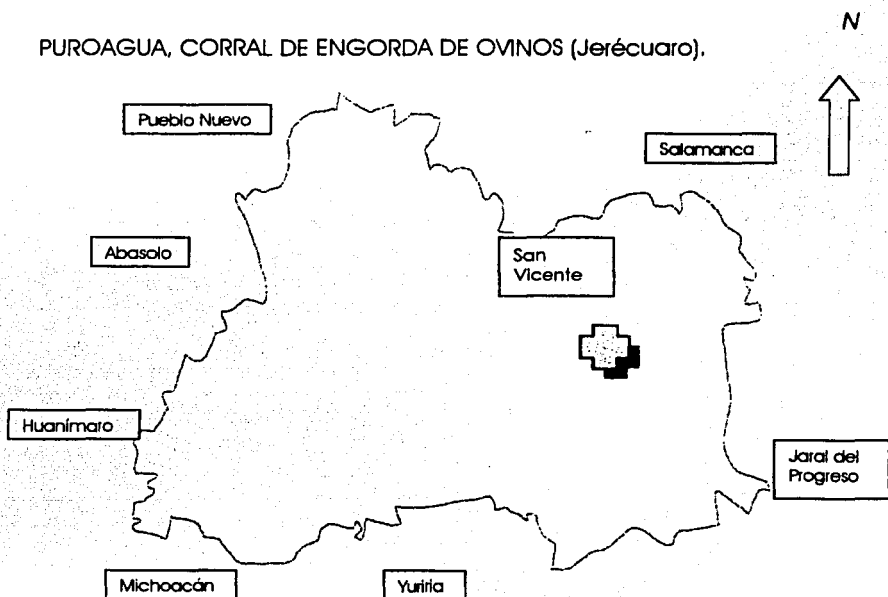 N
PUROAGUA, CORRAL DE ENGORDA DE OVINOS (Jerécuaro).
Pueblo Nuevo
Salamanca
Abasolo
San
Vicente
Huanímaro
Jaral del
Progreso
Michoacán
Yuriria